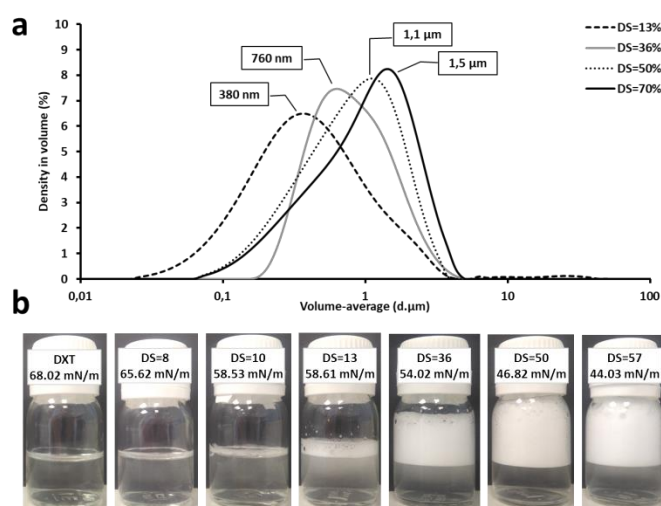 a
10
9
8
7
6
5
4
3
2
1
0
Density in volume (%)
380 nm
760 nm
1,1 µm
1,5 µm
DS=13%
DS=36%
DS=50%
DS=70%
0,01 0,1 1 10 100
Volume-average (d.µm)
b
DXT
68.02 mN/m
DS=8
65.62 mN/m
DS=10
58.53 mN/m
DS=13
58.61 mN/m
DS=36
54.02 mN/m
DS=50
46.82 mN/m
DS=57
44.03 mN/m